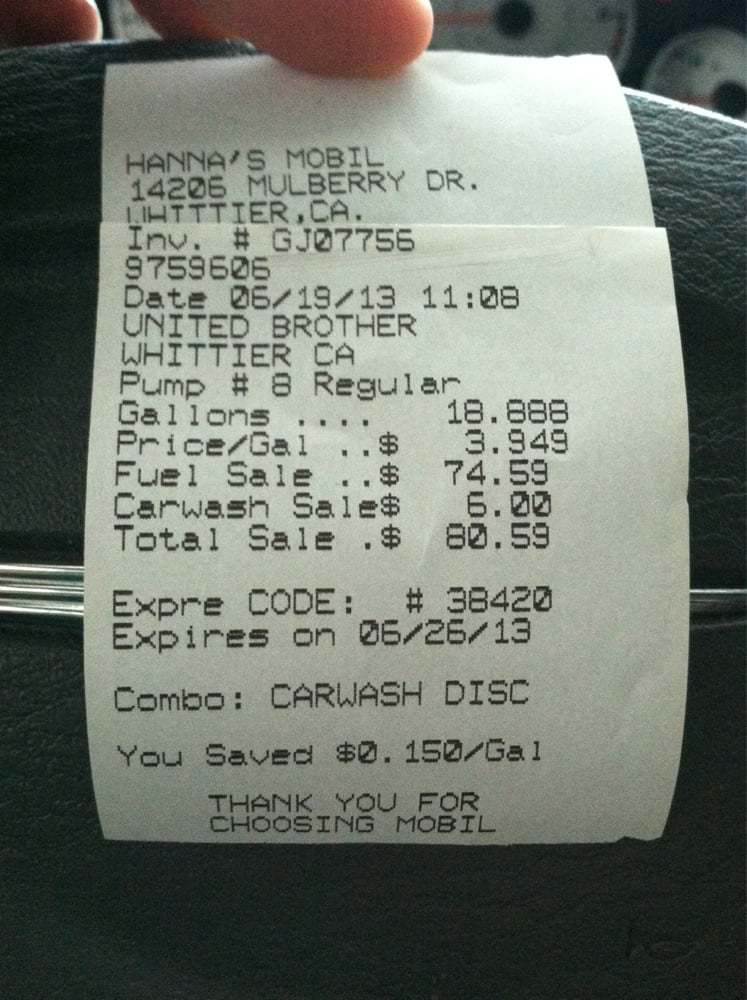 HANNA'S MOBIL
14206 MULBERRY DR.
WHITTIER,CA.
Inv. # GJ07756
9759606
Date 06/19/13 11:08
UNITED BROTHER
WHITTIER CA
Pump # 8 Regular
Gallons .... 18.888
Price/Gal ..$ 3.949
Fuel Sale ..$ 74.59
Carwash Sale$ 6.00
Total Sale .$ 80.59
Expre CODE: # 38420
Expires on 06/26/13
Combo: CARWASH DISC
You Saved $0.150/Gal
THANK YOU FOR
CHOOSING MOBIL